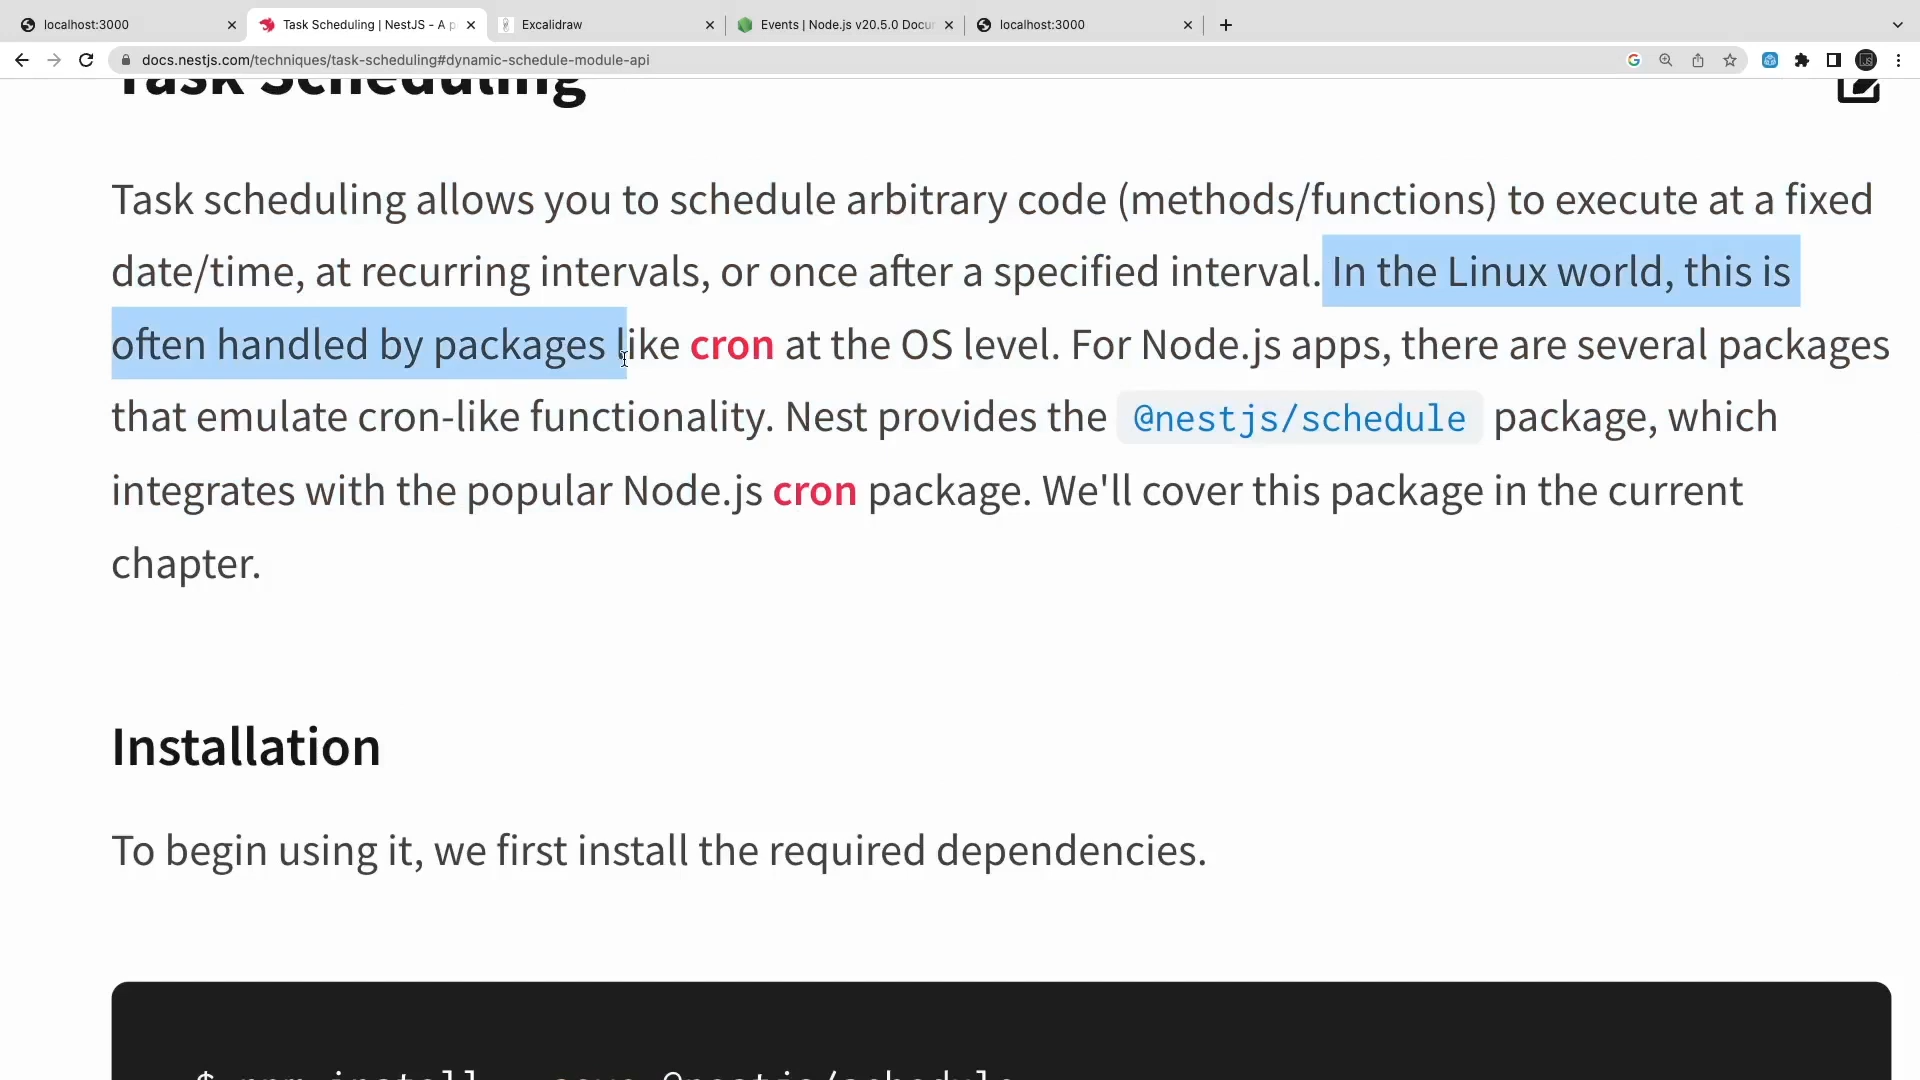 localhost:3000
Task Scheduling | NestJS - A p
Excalidraw
Events | Node.js v20.5.0 Docu
localhost:3000
docs.nestjs.com/techniques/task-scheduling#dynamic-schedule-module-api
Task Scheduling
Task scheduling allows you to schedule arbitrary code (methods/functions) to execute at a fixed
date/time, at recurring intervals, or once after a specified interval. In the Linux world, this is
often handled by packages like cron at the OS level. For Node.js apps, there are several packages
that emulate cron-like functionality. Nest provides the @nestjs/schedule package, which
integrates with the popular Node.js cron package. We'll cover this package in the current
chapter.
Installation
To begin using it, we first install the required dependencies.
$ npm install --save @nestjs/schedule